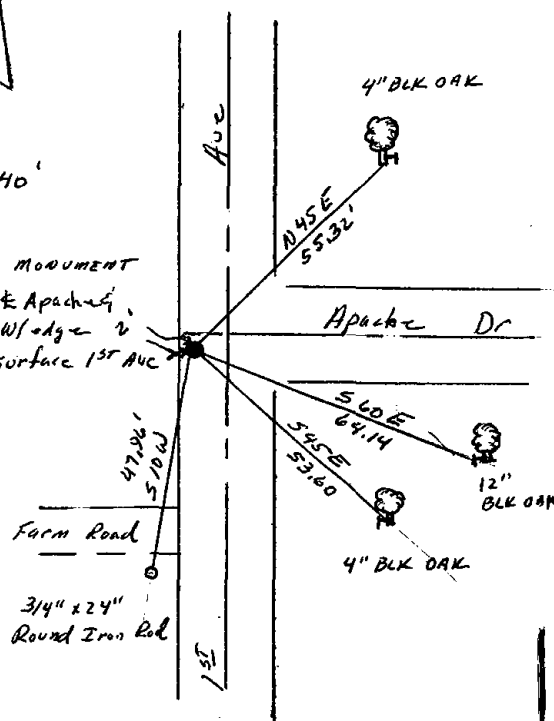 4" BLK OAK
40'
Ave
N45E
55.32'
MONUMENT
℄ Apache &
W/edge
Surface 1ST AVE
Apache Dr
S60E
64.14
S45E
53.60
47.96'
S10W
12"
BLK OAK
4" BLK OAK
Farm Road
3/4" x 24"
Round Iron Rod
1ST